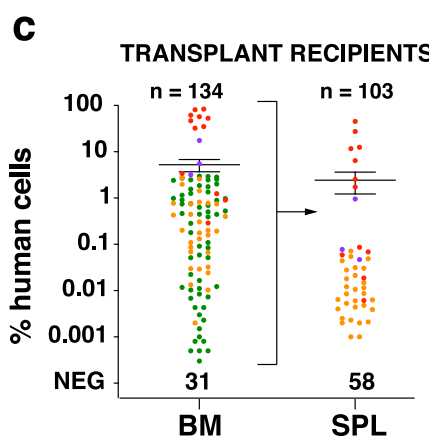 c
TRANSPLANT RECIPIENTS
n = 134 n = 103
100
10
1
0.1
0.01
0.001
NEG 31 58
% human cells
BM SPL